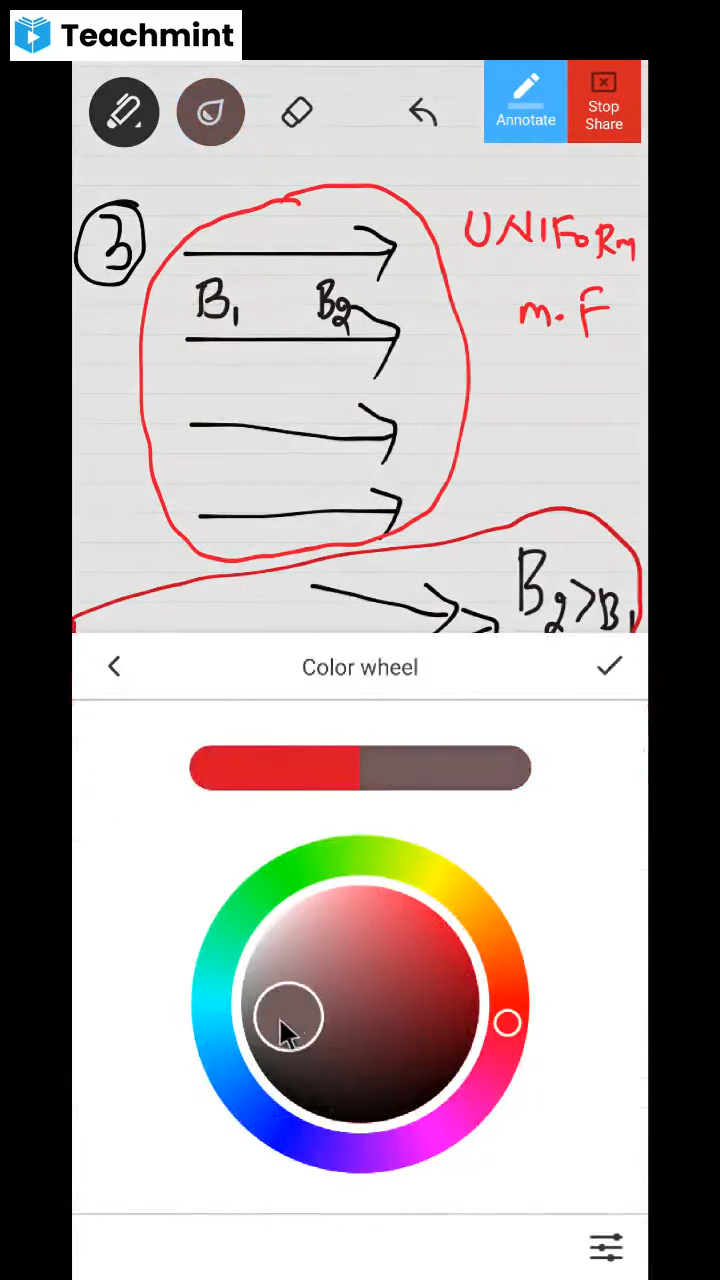 Teachmint
Annotate
Stop
Share
3
UNIFORM
B1 B2
m.F
B2>B1
Color wheel